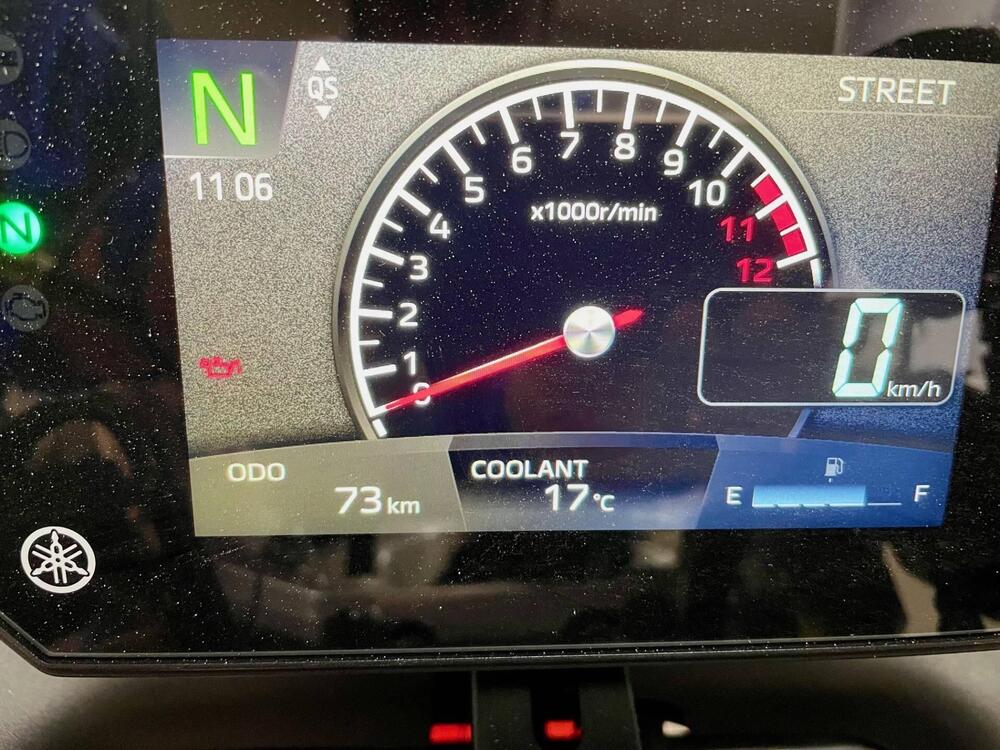 N
QS
STREET
11 06
N
x1000r/min
0
1
2
3
4
5
6
7
8
9
10
11
12
0 km/h
ODO
73 km
COOLANT
17 °C
E
F